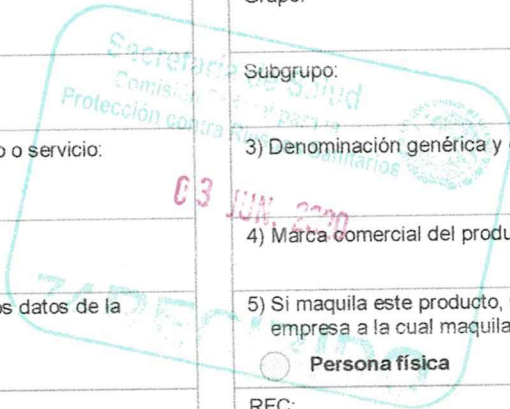 Grupo:
Subgrupo:
Secretaría de Salud
Comisión Federal para la
Protección contra Riesgos Sanitarios
o o servicio:
3) Denominación genérica y
03 JUN. 2020
4) Marca comercial del produ
os datos de la
5) Si maquila este producto,
empresa a la cual maquila
RECIBIDO
Persona física
RFC: